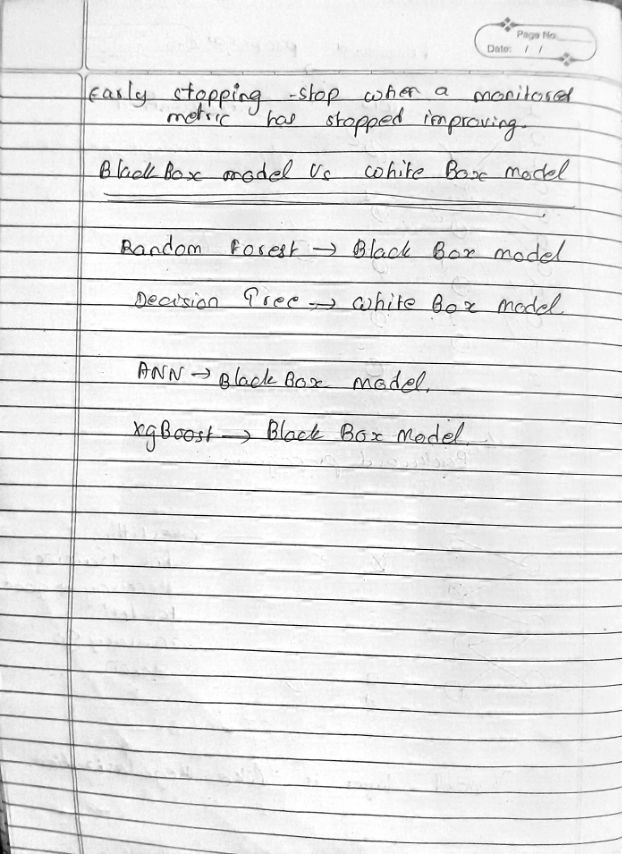 Page No.
Date: / /
Early stopping -stop when a monitored
metric has stopped improving.
Black Box model Vs white Box model
Random Forest → Black Box model
Decision Tree → white Box model
ANN → Black Box model.
XgBoost → Black Box Model.